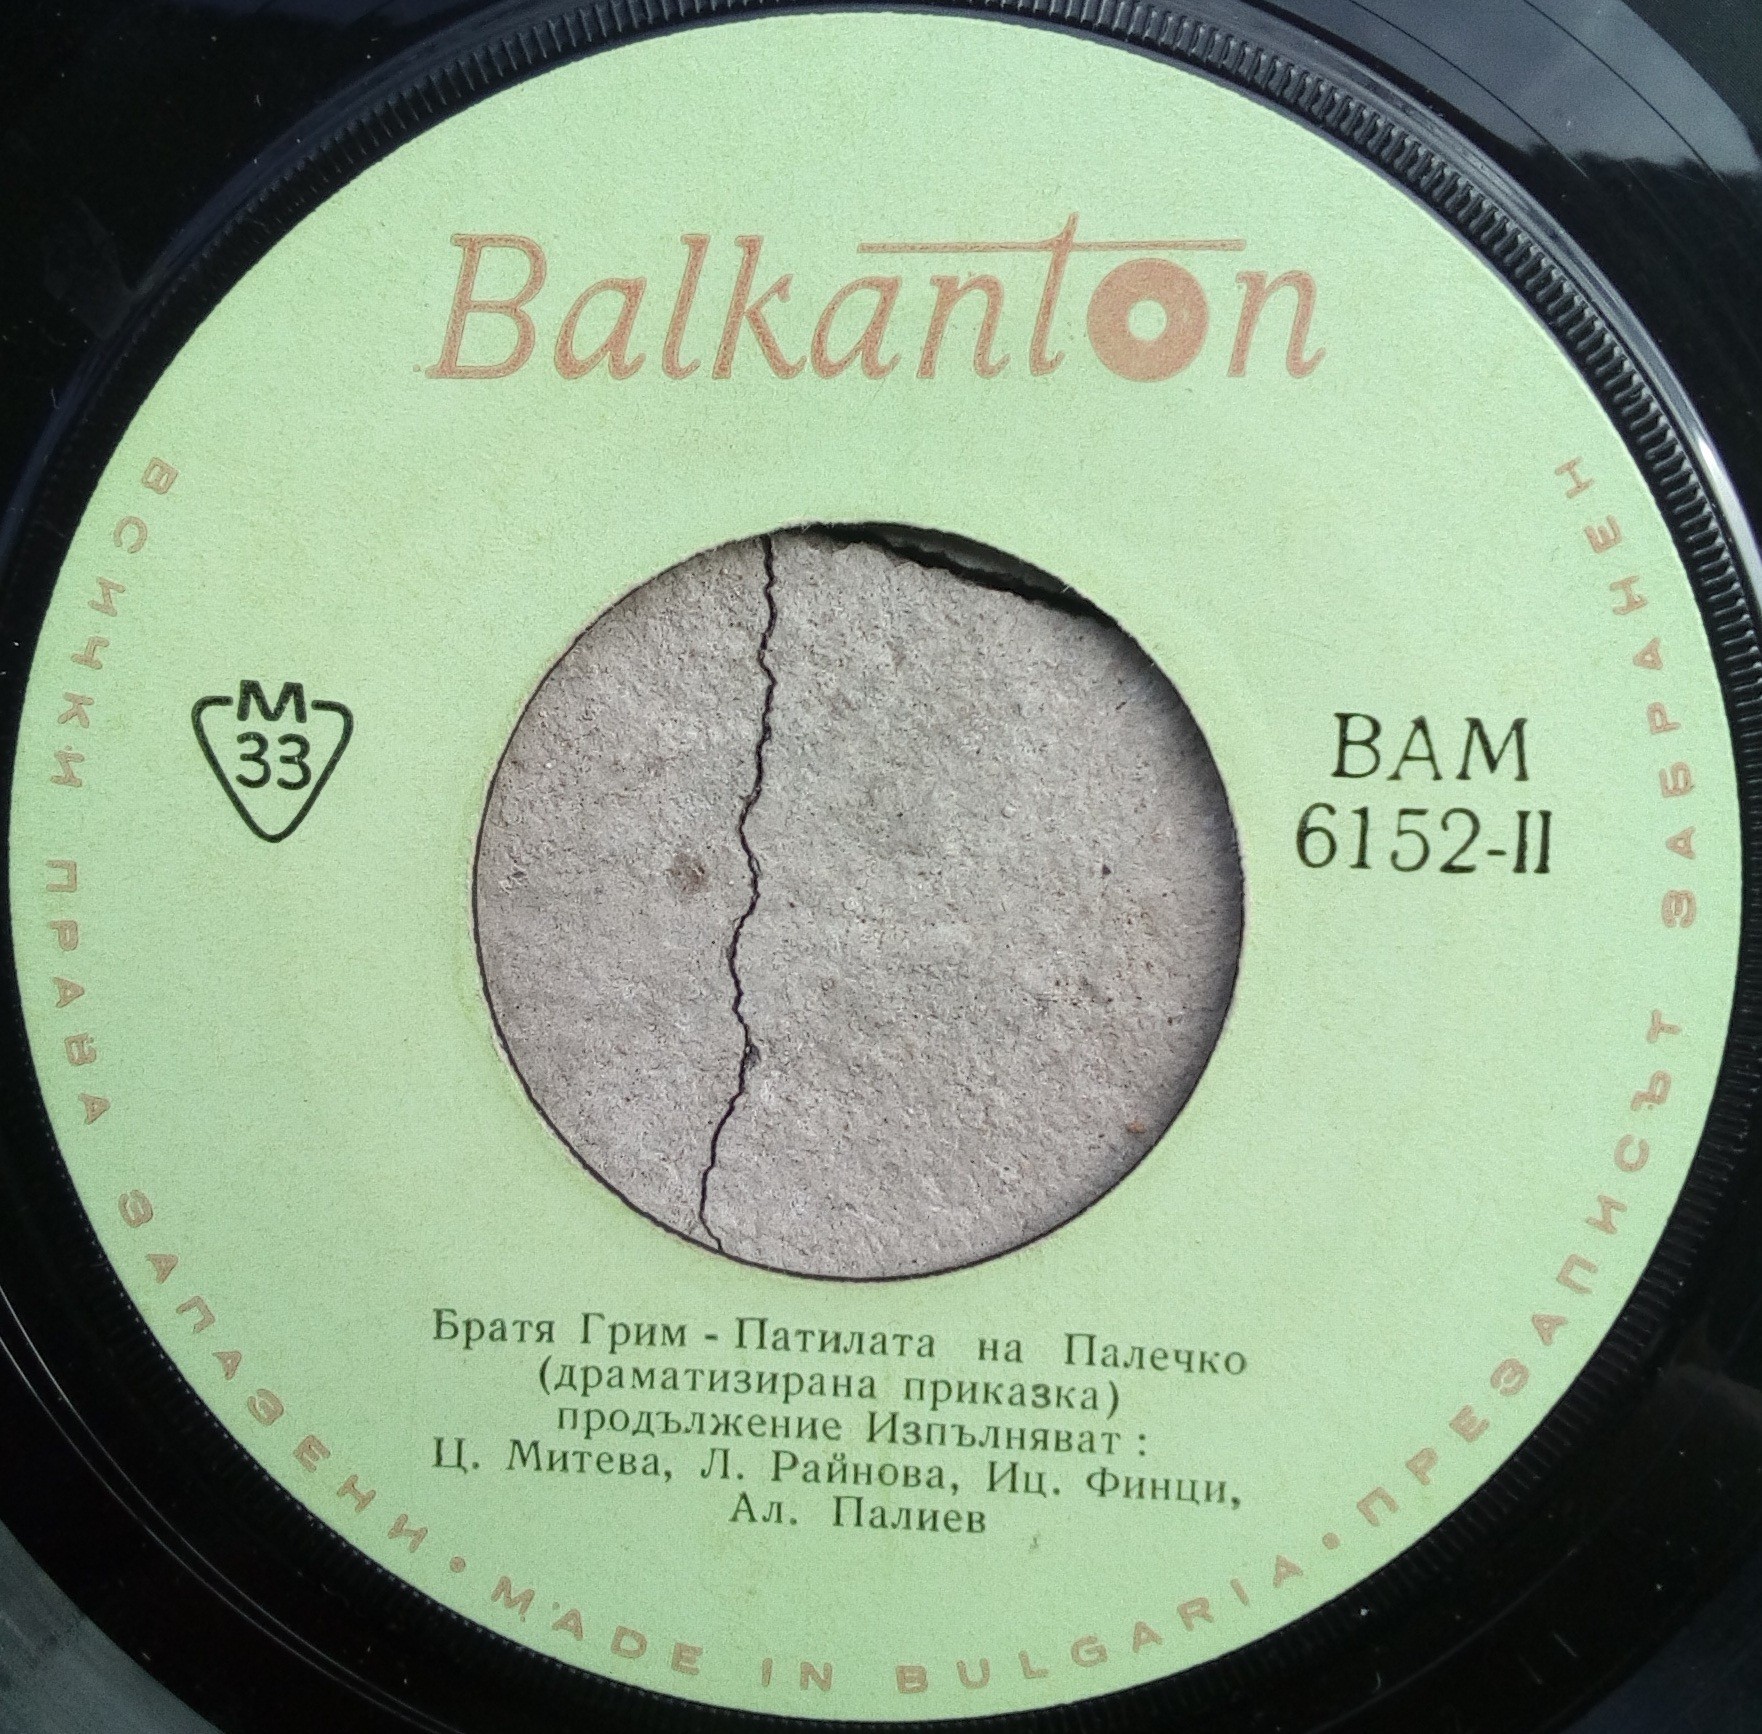 Balkanton
M
33
ВАМ
6152-II
Братя Грим - Патилата на Палечко
(драматизирана приказка)
продължение Изпълняват :
Ц. Митева, Л. Райнова, Иц. Финци,
Ал. Палиев
ВСИЧКИ ПРАВА ЗАПАЗЕНИ • MADE IN BULGARIA • ПРЕЗАПИСЪТ ЗАБРАНЕН